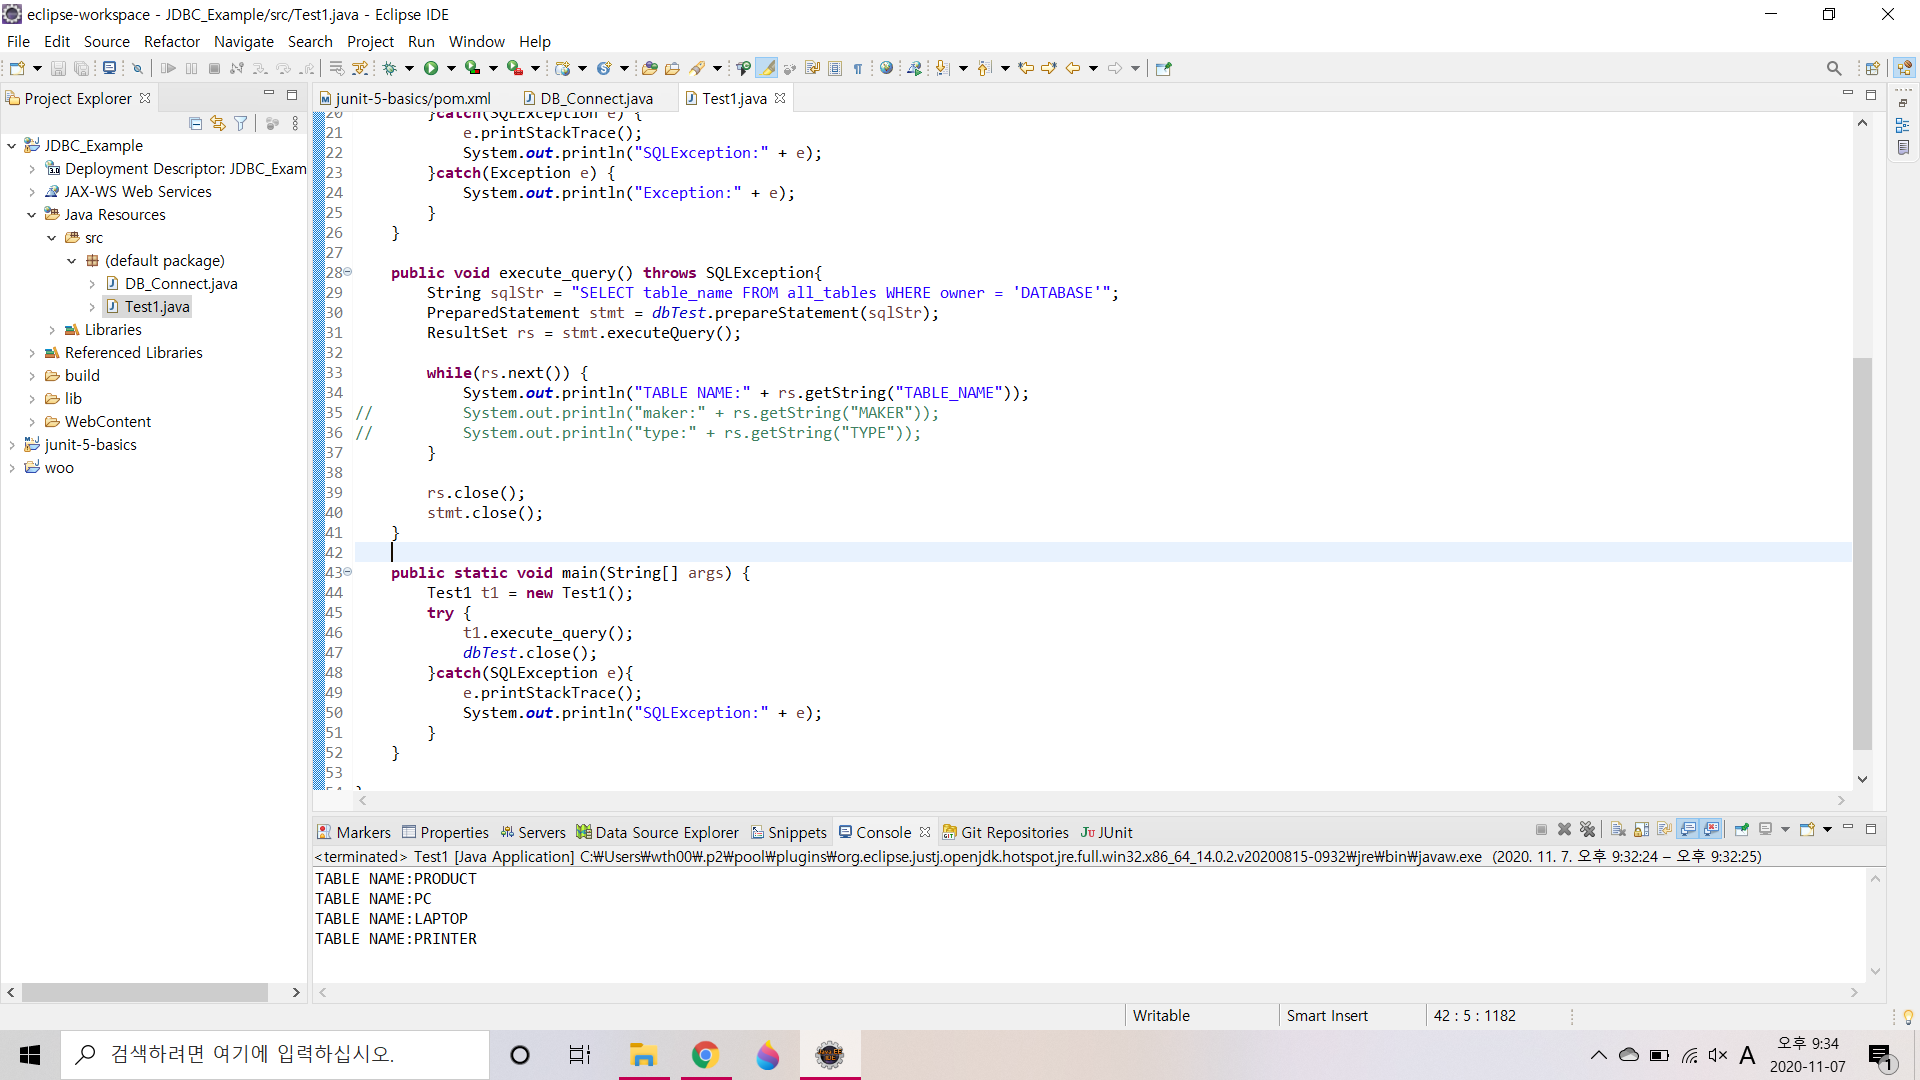 eclipse-workspace - JDBC_Example/src/Test1.java - Eclipse IDE
File Edit Source Refactor Navigate Search Project Run Window Help
Project Explorer
junit-5-basics/pom.xml
DB_Connect.java
Test1.java
JDBC_Example
Deployment Descriptor: JDBC_Exam
JAX-WS Web Services
Java Resources
src
(default package)
DB_Connect.java
Test1.java
Libraries
Referenced Libraries
build
lib
WebContent
junit-5-basics
woo
20 }catch(SQLException e) {
21 e.printStackTrace();
22 System.out.println("SQLException:" + e);
23 }catch(Exception e) {
24 System.out.println("Exception:" + e);
25 }
26 }
27
28 public void execute_query() throws SQLException{
29 String sqlStr = "SELECT table_name FROM all_tables WHERE owner = 'DATABASE'";
30 PreparedStatement stmt = dbTest.prepareStatement(sqlStr);
31 ResultSet rs = stmt.executeQuery();
32
33 while(rs.next()) {
34 System.out.println("TABLE NAME:" + rs.getString("TABLE_NAME"));
35 // System.out.println("maker:" + rs.getString("MAKER"));
36 // System.out.println("type:" + rs.getString("TYPE"));
37 }
38
39 rs.close();
40 stmt.close();
41 }
42
43 public static void main(String[] args) {
44 Test1 t1 = new Test1();
45 try {
46 t1.execute_query();
47 dbTest.close();
48 }catch(SQLException e){
49 e.printStackTrace();
50 System.out.println("SQLException:" + e);
51 }
52 }
53
Markers Properties Servers Data Source Explorer Snippets Console Git Repositories JUnit
<terminated> Test1 [Java Application] C:₩Users₩wth00₩.p2₩pool₩plugins₩org.eclipse.justj.openjdk.hotspot.jre.full.win32.x86_64_14.0.2.v20200815-0932₩jre₩bin₩javaw.exe (2020. 11. 7. 오후 9:32:24 – 오후 9:32:25)
TABLE NAME:PRODUCT
TABLE NAME:PC
TABLE NAME:LAPTOP
TABLE NAME:PRINTER
Writable
Smart Insert
42 : 5 : 1182
검색하려면 여기에 입력하십시오.
A
오후 9:34
2020-11-07
1